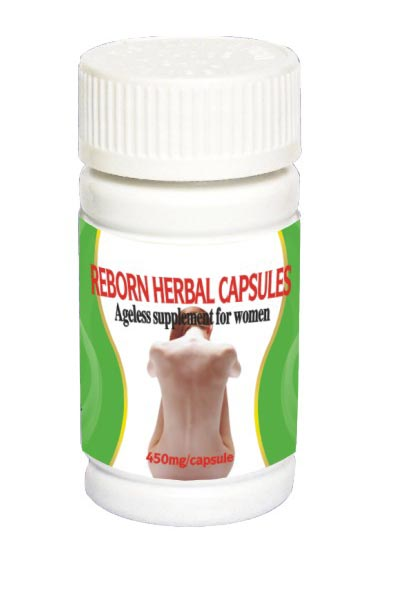 REBORN HERBAL CAPSULES
Ageless supplement for women
450mg/capsule